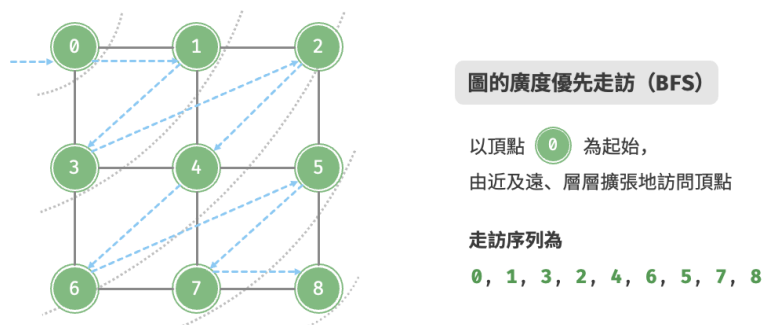 0 1 2
3 4 5
6 7 8
圖的廣度優先走訪（BFS）
以頂點 0 為起始，
由近及遠、層層擴張地訪問頂點
走訪序列為
0, 1, 3, 2, 4, 6, 5, 7, 8